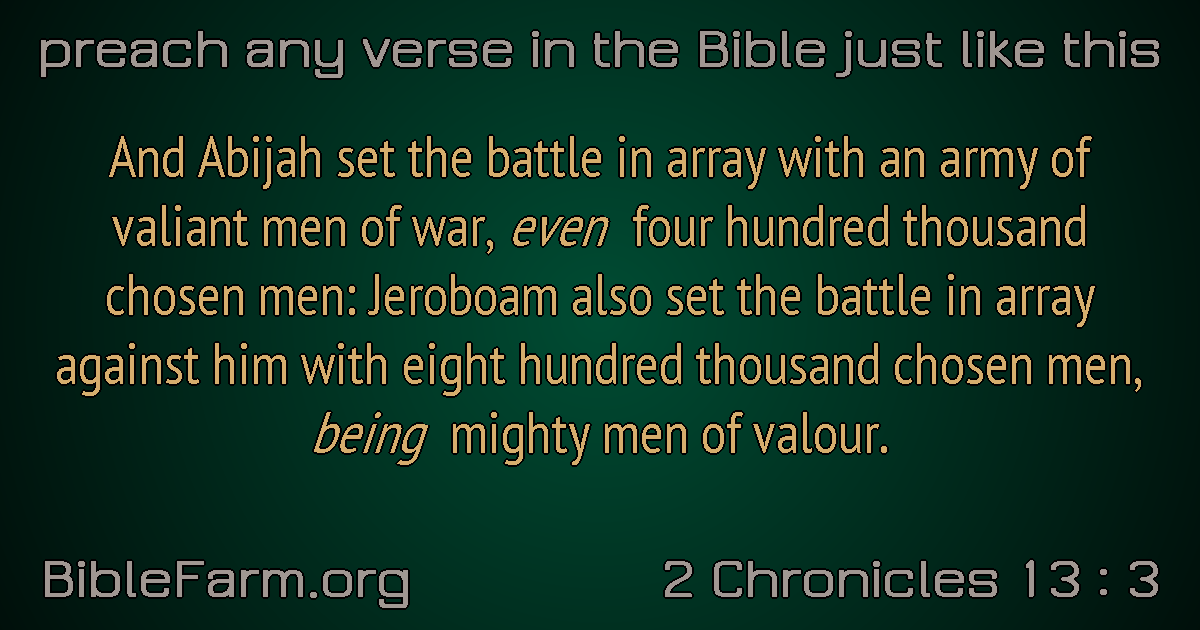 preach any verse in the Bible just like this
And Abijah set the battle in array with an army of
valiant men of war, even four hundred thousand
chosen men: Jeroboam also set the battle in array
against him with eight hundred thousand chosen men,
being mighty men of valour.
BibleFarm.org
2 Chronicles 13 : 3